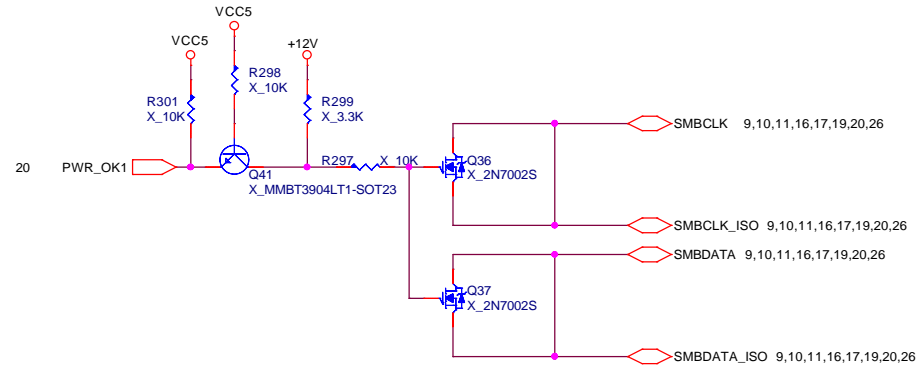 VCC5
VCC5
+12V
R298
X_10K
R301
X_10K
R299
X_3.3K
20 PWR_OK1
Q41
X_MMBT3904LT1-SOT23
R297 X_10K
Q36
X_2N7002S
SMBCLK 9,10,11,16,17,19,20,26
SMBCLK_ISO 9,10,11,16,17,19,20,26
SMBDATA 9,10,11,16,17,19,20,26
Q37
X_2N7002S
SMBDATA_ISO 9,10,11,16,17,19,20,26